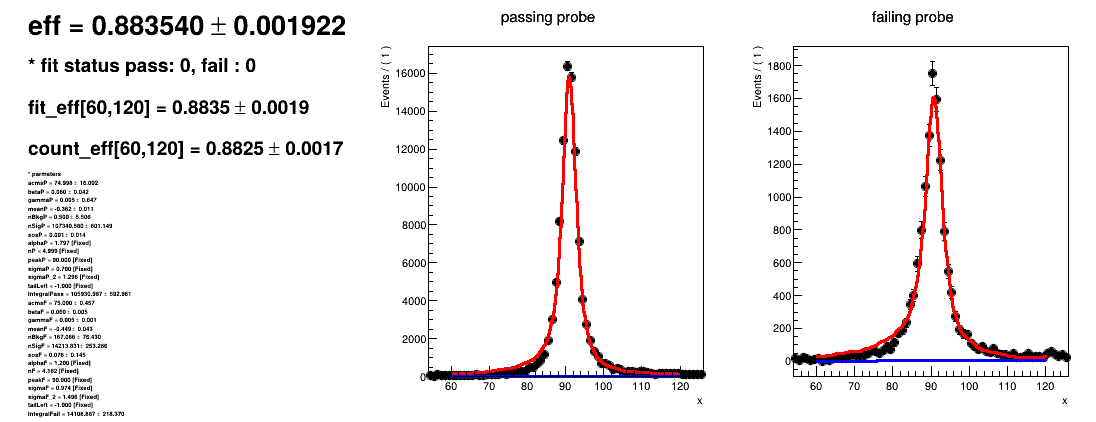 eff = 0.883540 ± 0.001922
* fit status pass: 0, fail : 0
fit_eff[60,120] = 0.8835 ± 0.0019
count_eff[60,120] = 0.8825 ± 0.0017
* parmeters
acmsP = 74.998 ± 16.092
betaP = 0.060 ± 0.042
gammaP = 0.005 ± 0.647
meanP = -0.362 ± 0.011
nBkgP = 0.500 ± 5.506
nSigP = 107340.580 ± 601.149
sosP = 0.001 ± 0.014
alphaP = 1.797 [Fixed]
nP = 4.999 [Fixed]
peakP = 90.000 [Fixed]
sigmaP = 0.700 [Fixed]
sigmaP_2 = 1.296 [Fixed]
tailLeft = -1.000 [Fixed]
IntegralPass = 105930.987 ± 592.961
acmsF = 75.000 ± 0.457
betaF = 0.060 ± 0.005
gammaF = 0.005 ± 0.001
meanF = -0.449 ± 0.043
nBkgF = 167.066 ± 76.430
nSigF = 14213.831 ± 253.286
sosF = 0.076 ± 0.145
alphaF = 1.200 [Fixed]
nF = 4.162 [Fixed]
peakF = 90.000 [Fixed]
sigmaF = 0.974 [Fixed]
sigmaF_2 = 1.496 [Fixed]
tailLeft = -1.000 [Fixed]
IntegralFail = 14108.887 ± 218.370
passing probe
Events / ( 1 )
16000
14000
12000
10000
8000
6000
4000
2000
0
60 70 80 90 100 110 120
x
failing probe
Events / ( 1 )
1800
1600
1400
1200
1000
800
600
400
200
0
60 70 80 90 100 110 120
x